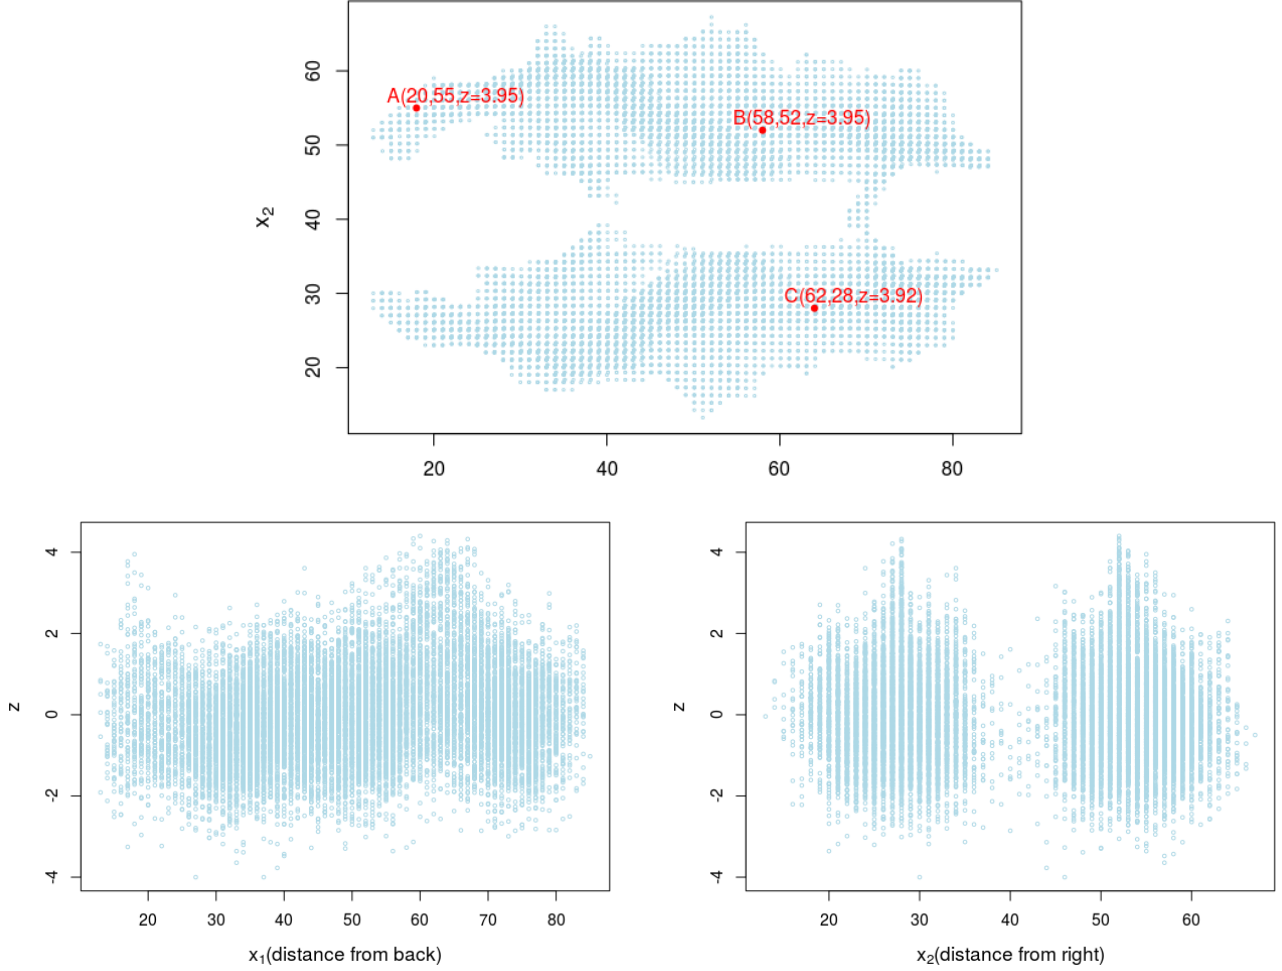 60
A(20,55,z=3.95)
B(58,52,z=3.95)
50
x2
40
30
C(62,28,z=3.92)
20
20 40 60 80
4
2
z
0
-2
-4
20 30 40 50 60 70 80
x1(distance from back)
4
2
z
0
-2
-4
20 30 40 50 60
x2(distance from right)